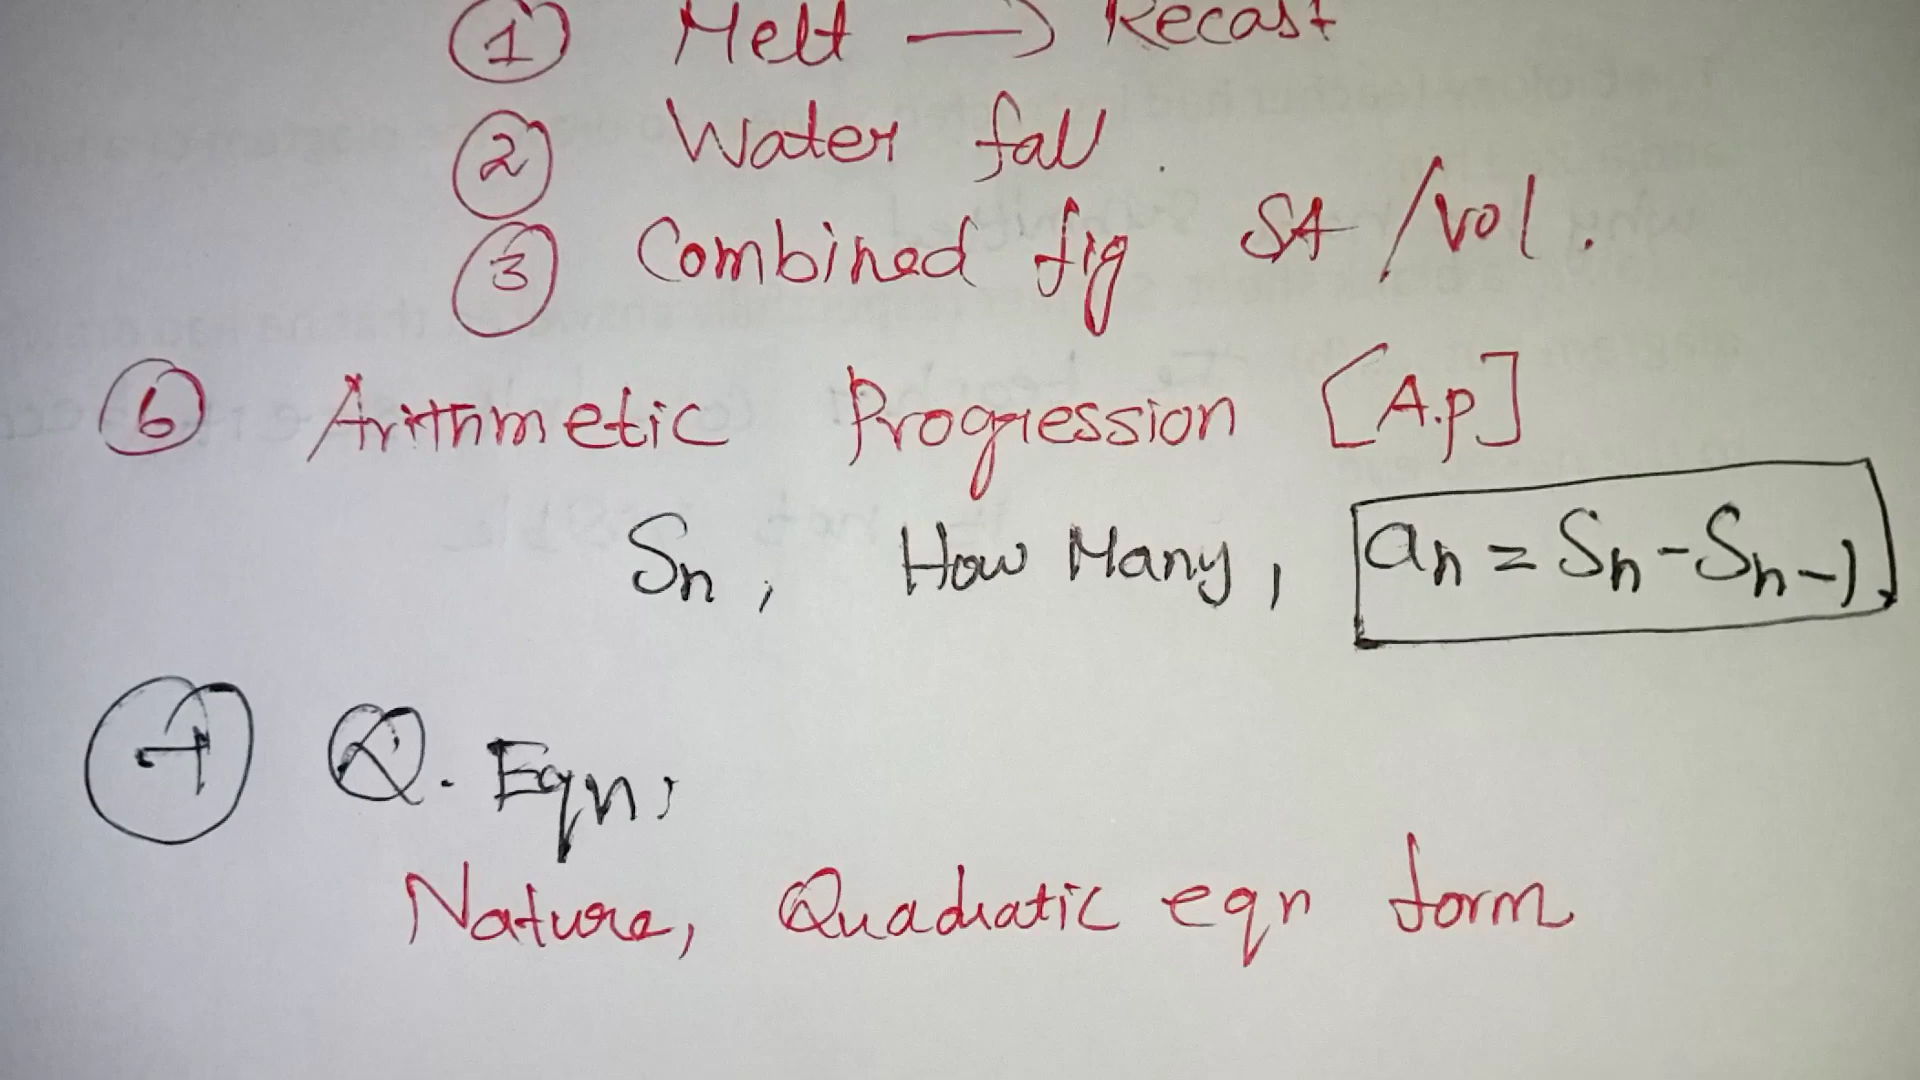 ① Melt → Recast
② Water fall
③ Combined fig SA / Vol.
⑥ Arithmetic Progression [A.p]
Sn, How Many, an = Sn - Sn-1
⑦ Q. Eqn:
Nature, Quadratic eqn form